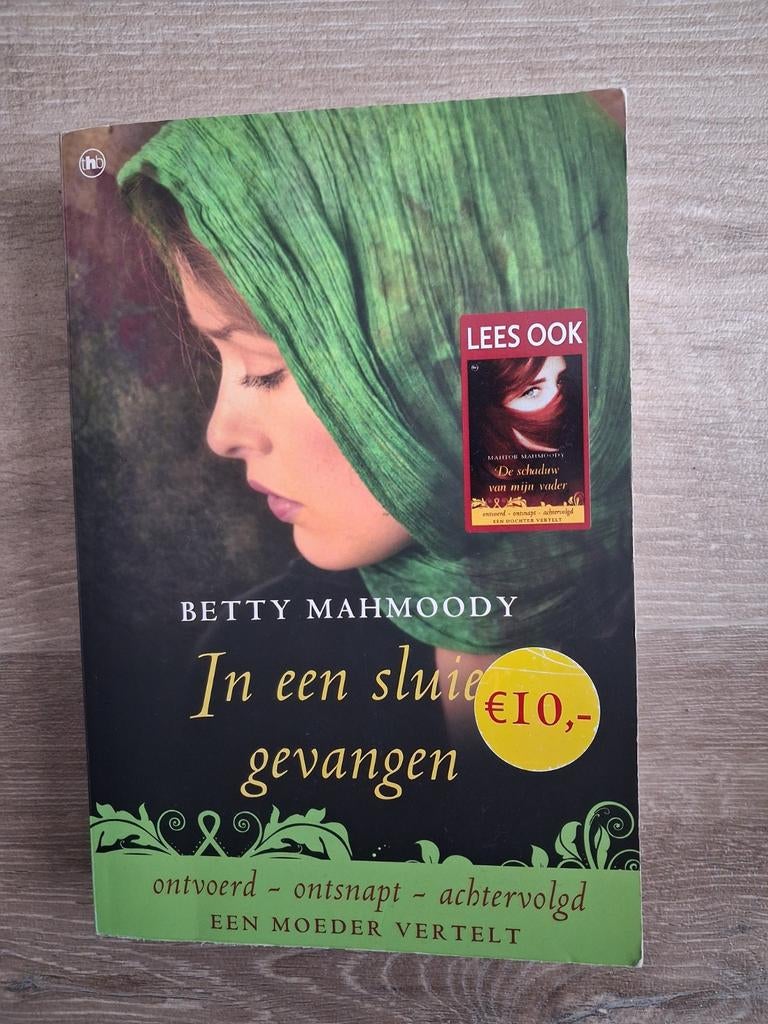 thb
LEES OOK
MAHTOB MAHMOODY
De schaduw
van mijn vader
ontvoerd - ontsnapt - achtervolgd
EEN DOCHTER VERTELT
BETTY MAHMOODY
In een sluie
€10,-
gevangen
ontvoerd - ontsnapt - achtervolgd
EEN MOEDER VERTELT